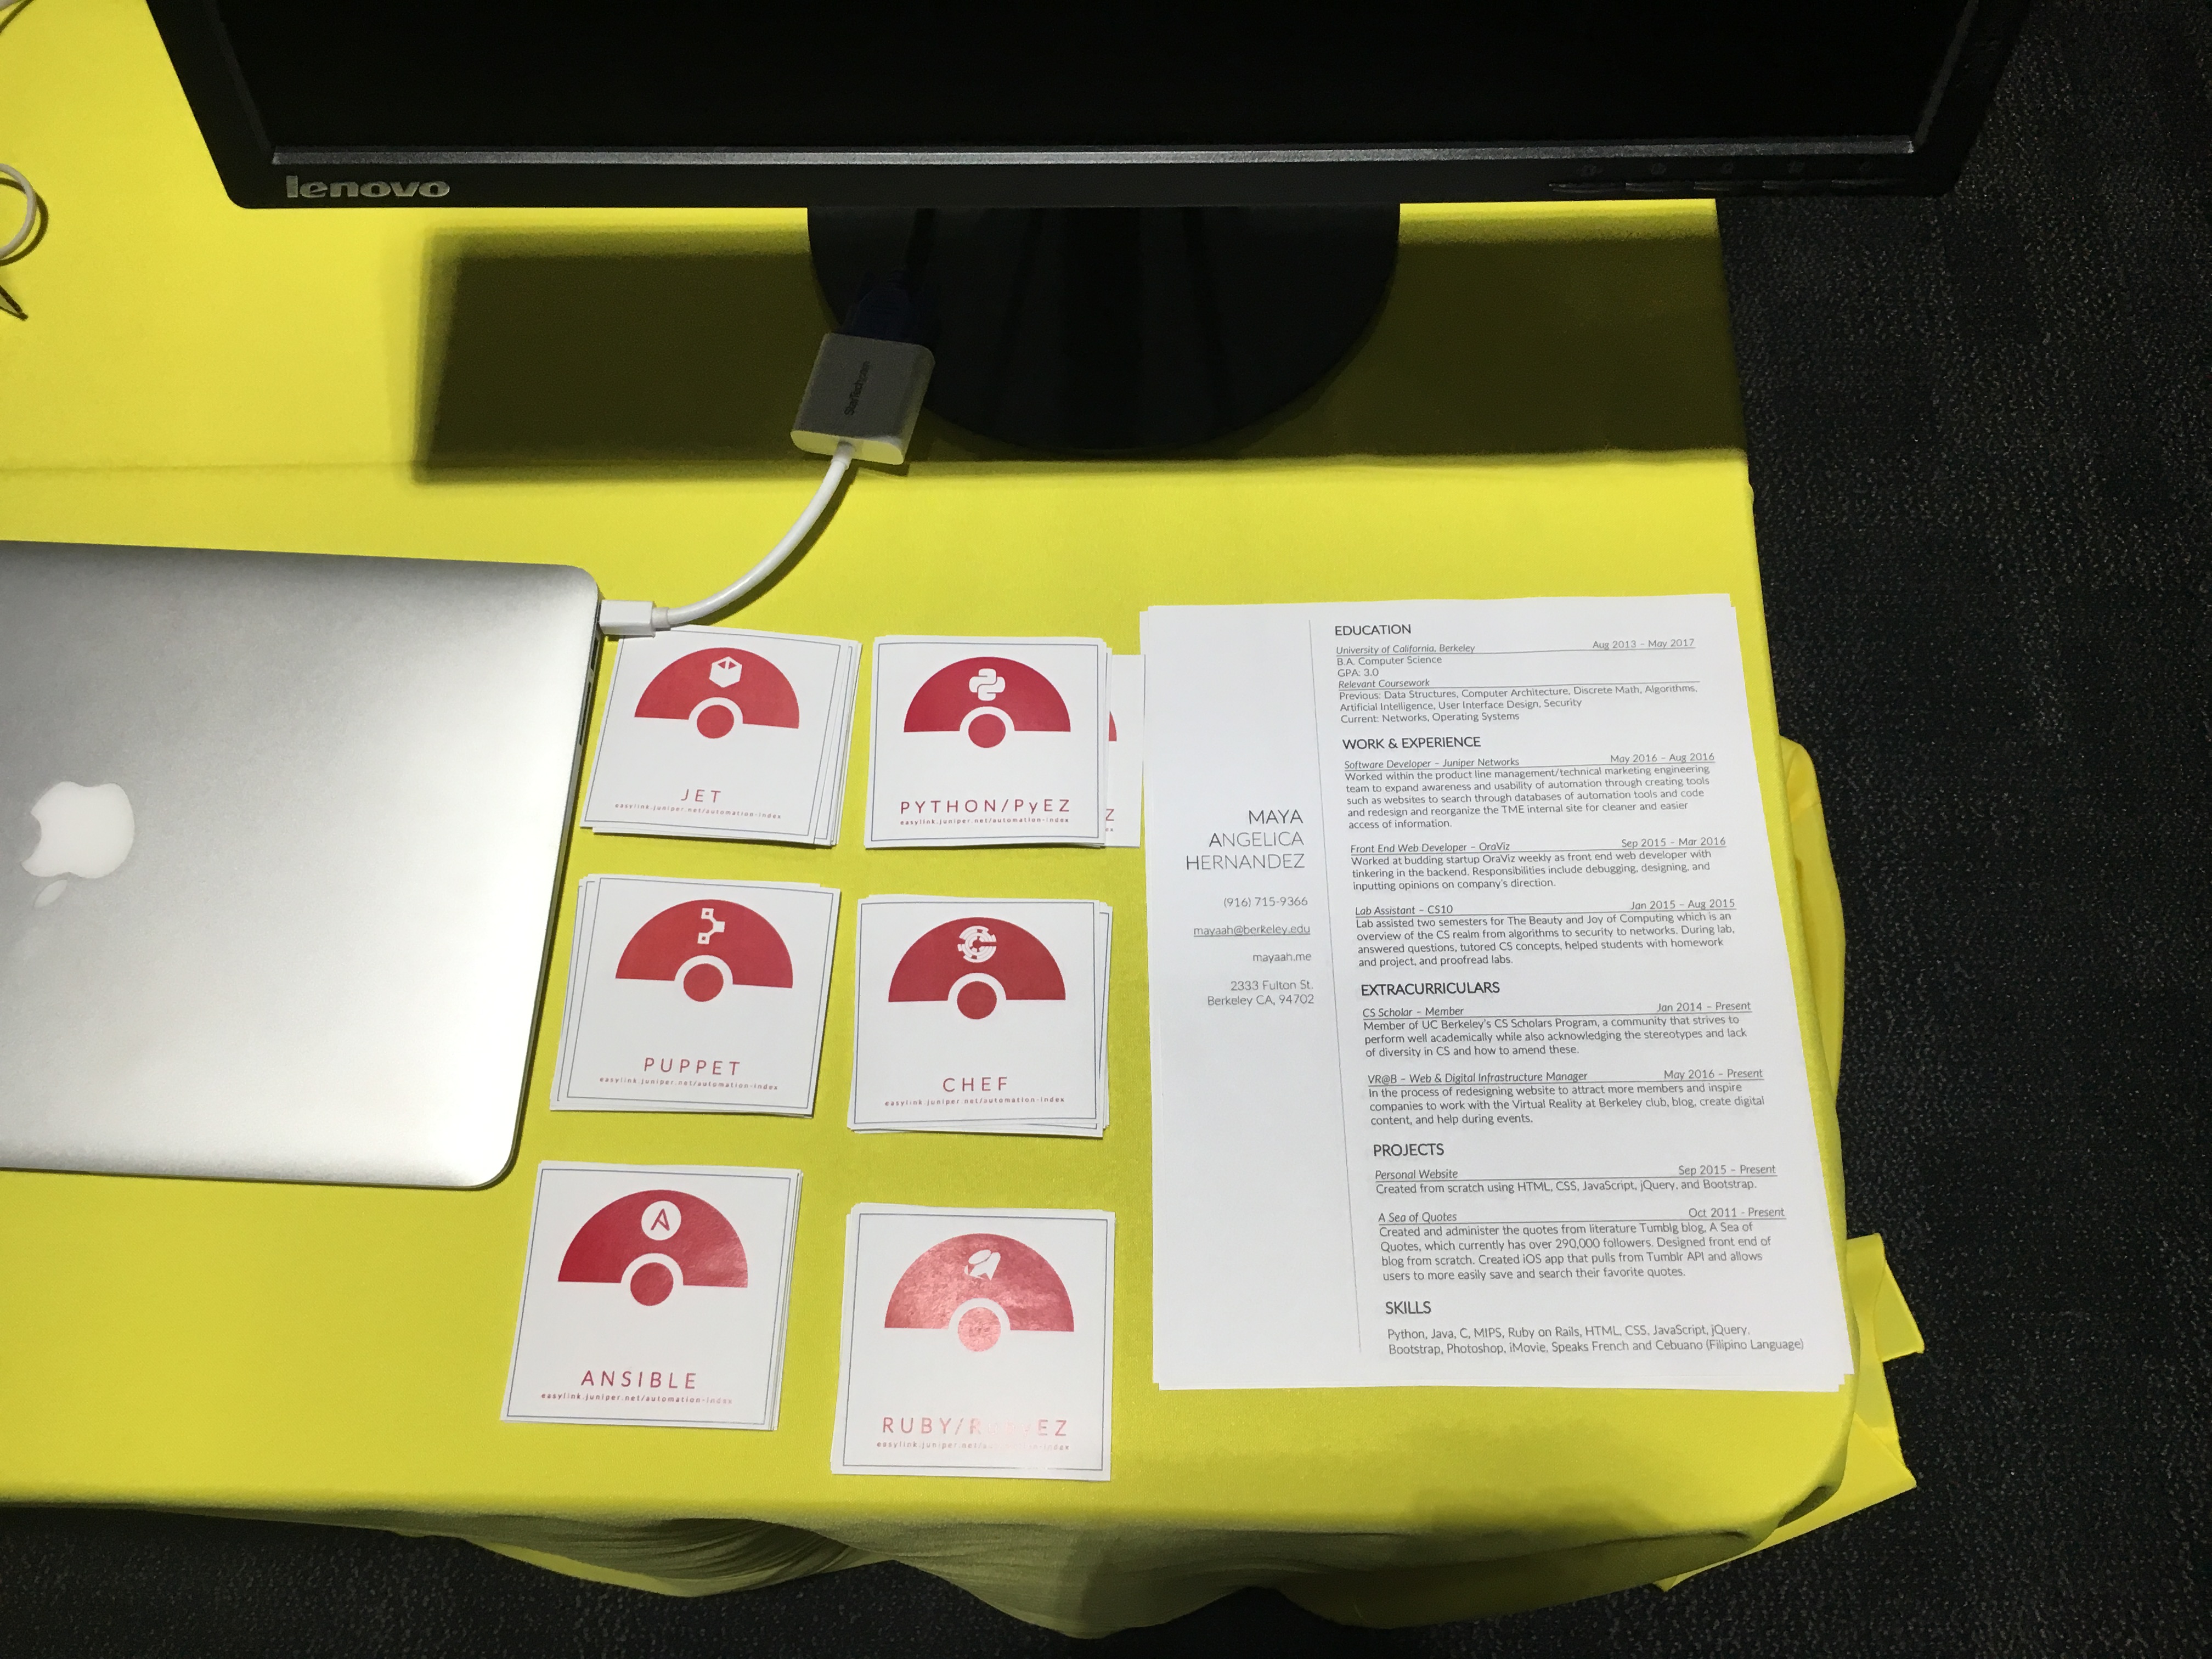 lenovo
StarTech.com
JET
easylink.juniper.net/automation-index
PYTHON/PyEZ
easylink.juniper.net/automation-index
Z
PUPPET
easylink.juniper.net/automation-index
CHEF
easylink.juniper.net/automation-index
ANSIBLE
easylink.juniper.net/automation-index
RUBY/
MAYA
ANGELICA
HERNANDEZ
(916) 715-9366
mayaah@berkeley.edu
mayaah.me
2333 Fulton St.
Berkeley CA, 94702
EDUCATION
University of California, Berkeley Aug 2013 – May 2017
B.A. Computer Science
GPA: 3.0
Relevant Coursework
Previous: Data Structures, Computer Architecture, Discrete Math, Algorithms,
Artificial Intelligence, User Interface Design, Security
Current: Networks, Operating Systems
WORK & EXPERIENCE
Software Developer – Juniper Networks May 2016 – Aug 2016
Worked within the product line management/technical marketing engineering
team to expand awareness and usability of automation through creating tools
such as websites to search through databases of automation tools and code
and redesign and reorganize the TME internal site for cleaner and easier
access of information.
Front End Web Developer – OraViz Sep 2015 – Mar 2016
Worked at budding startup OraViz weekly as front end web developer with
tinkering in the backend. Responsibilities include debugging, designing, and
inputting opinions on company's direction.
Lab Assistant – CS10 Jan 2015 – Aug 2015
Lab assisted two semesters for The Beauty and Joy of Computing which is an
overview of the CS realm from algorithms to security to networks. During lab,
answered questions, tutored CS concepts, helped students with homework
and project, and proofread labs.
EXTRACURRICULARS
CS Scholar – Member Jan 2014 – Present
Member of UC Berkeley's CS Scholars Program, a community that strives to
perform well academically while also acknowledging the stereotypes and lack
of diversity in CS and how to amend these.
VR@B – Web & Digital Infrastructure Manager May 2016 – Present
In the process of redesigning website to attract more members and inspire
companies to work with the Virtual Reality at Berkeley club, blog, create digital
content, and help during events.
PROJECTS
Personal Website Sep 2015 – Present
Created from scratch using HTML, CSS, JavaScript, jQuery, and Bootstrap.
A Sea of Quotes Oct 2011 - Present
Created and administer the quotes from literature Tumblg blog, A Sea of
Quotes, which currently has over 290,000 followers. Designed front end of
blog from scratch. Created iOS app that pulls from Tumblr API and allows
users to more easily save and search their favorite quotes.
SKILLS
Python, Java, C, MIPS, Ruby on Rails, HTML, CSS, JavaScript, jQuery,
Bootstrap, Photoshop, iMovie, Speaks French and Cebuano (Filipino Language)